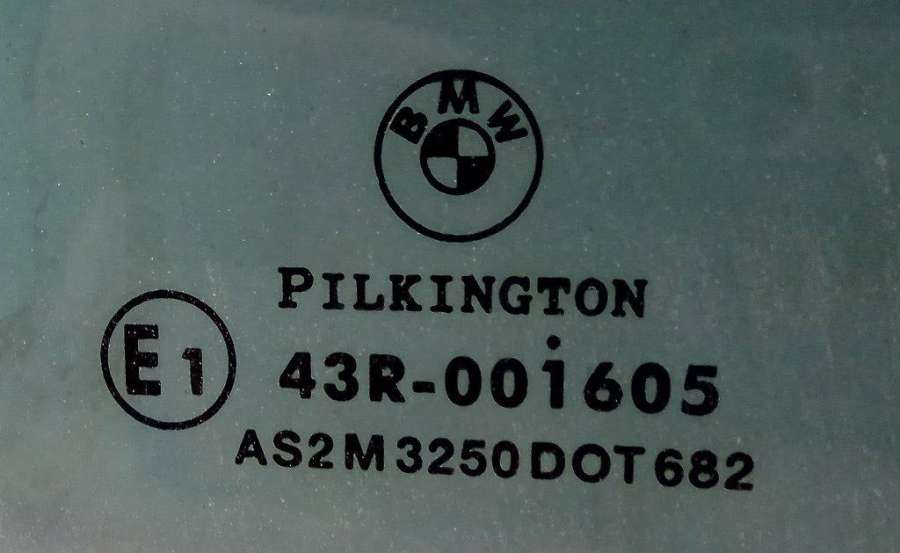 BMW
PILKINGTON
E1 43R-001605
AS2M3250DOT682